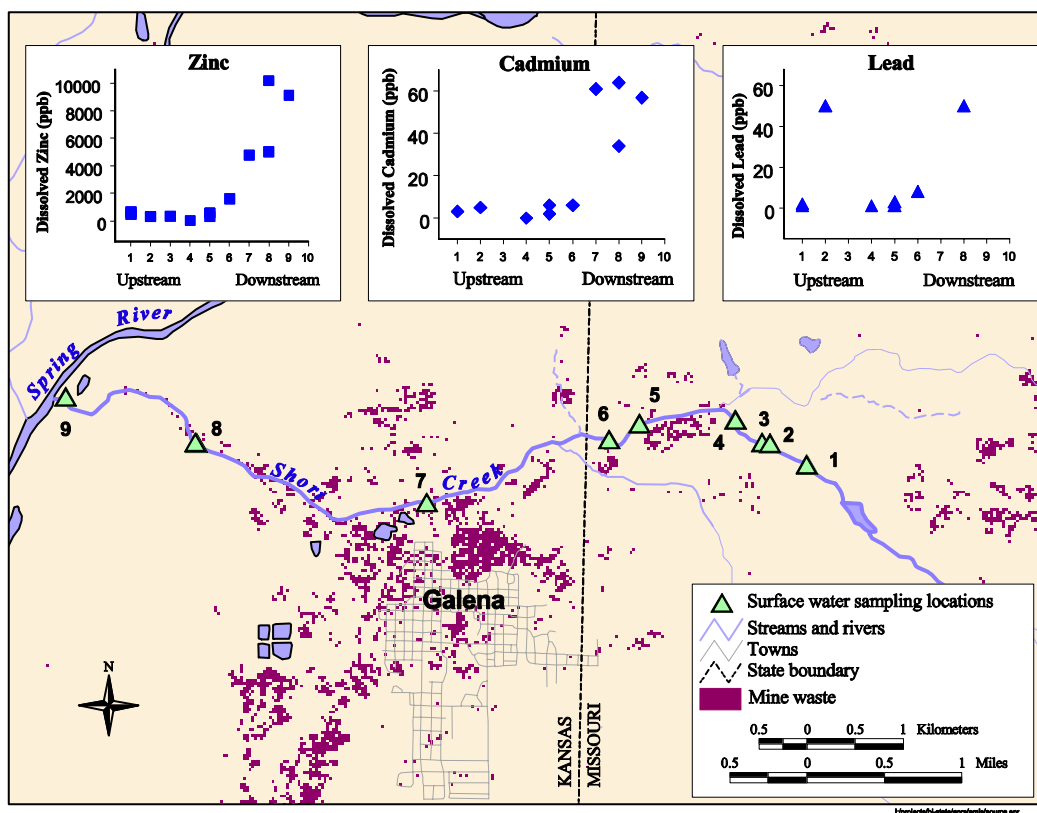 Zinc
Dissolved Zinc (ppb)
10000
8000
6000
4000
2000
0
1 2 3 4 5 6 7 8 9 10
Upstream Downstream
Cadmium
Dissolved Cadmium (ppb)
60
40
20
0
1 2 3 4 5 6 7 8 9 10
Upstream Downstream
Lead
Dissolved Lead (ppb)
60
40
20
0
1 2 3 4 5 6 7 8 9 10
Upstream Downstream
Spring River
9
8
Short Creek
7
6
5
4
3
2
1
Galena
KANSAS
MISSOURI
N
Surface water sampling locations
Streams and rivers
Towns
State boundary
Mine waste
0.5 0 0.5 1 Kilometers
0.5 0 0.5 1 Miles